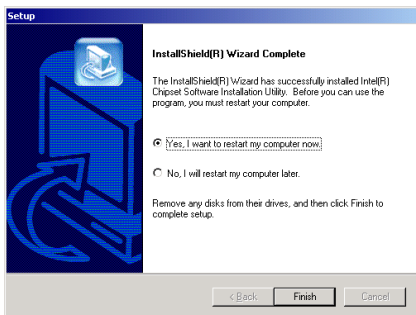 Setup
InstallShield(R) Wizard Complete
The InstallShield(R) Wizard has successfully installed Intel(R)
Chipset Software Installation Utility. Before you can use the
program, you must restart your computer.
Yes, I want to restart my computer now.
No, I will restart my computer later.
Remove any disks from their drives, and then click Finish to
complete setup.
< Back Finish Cancel